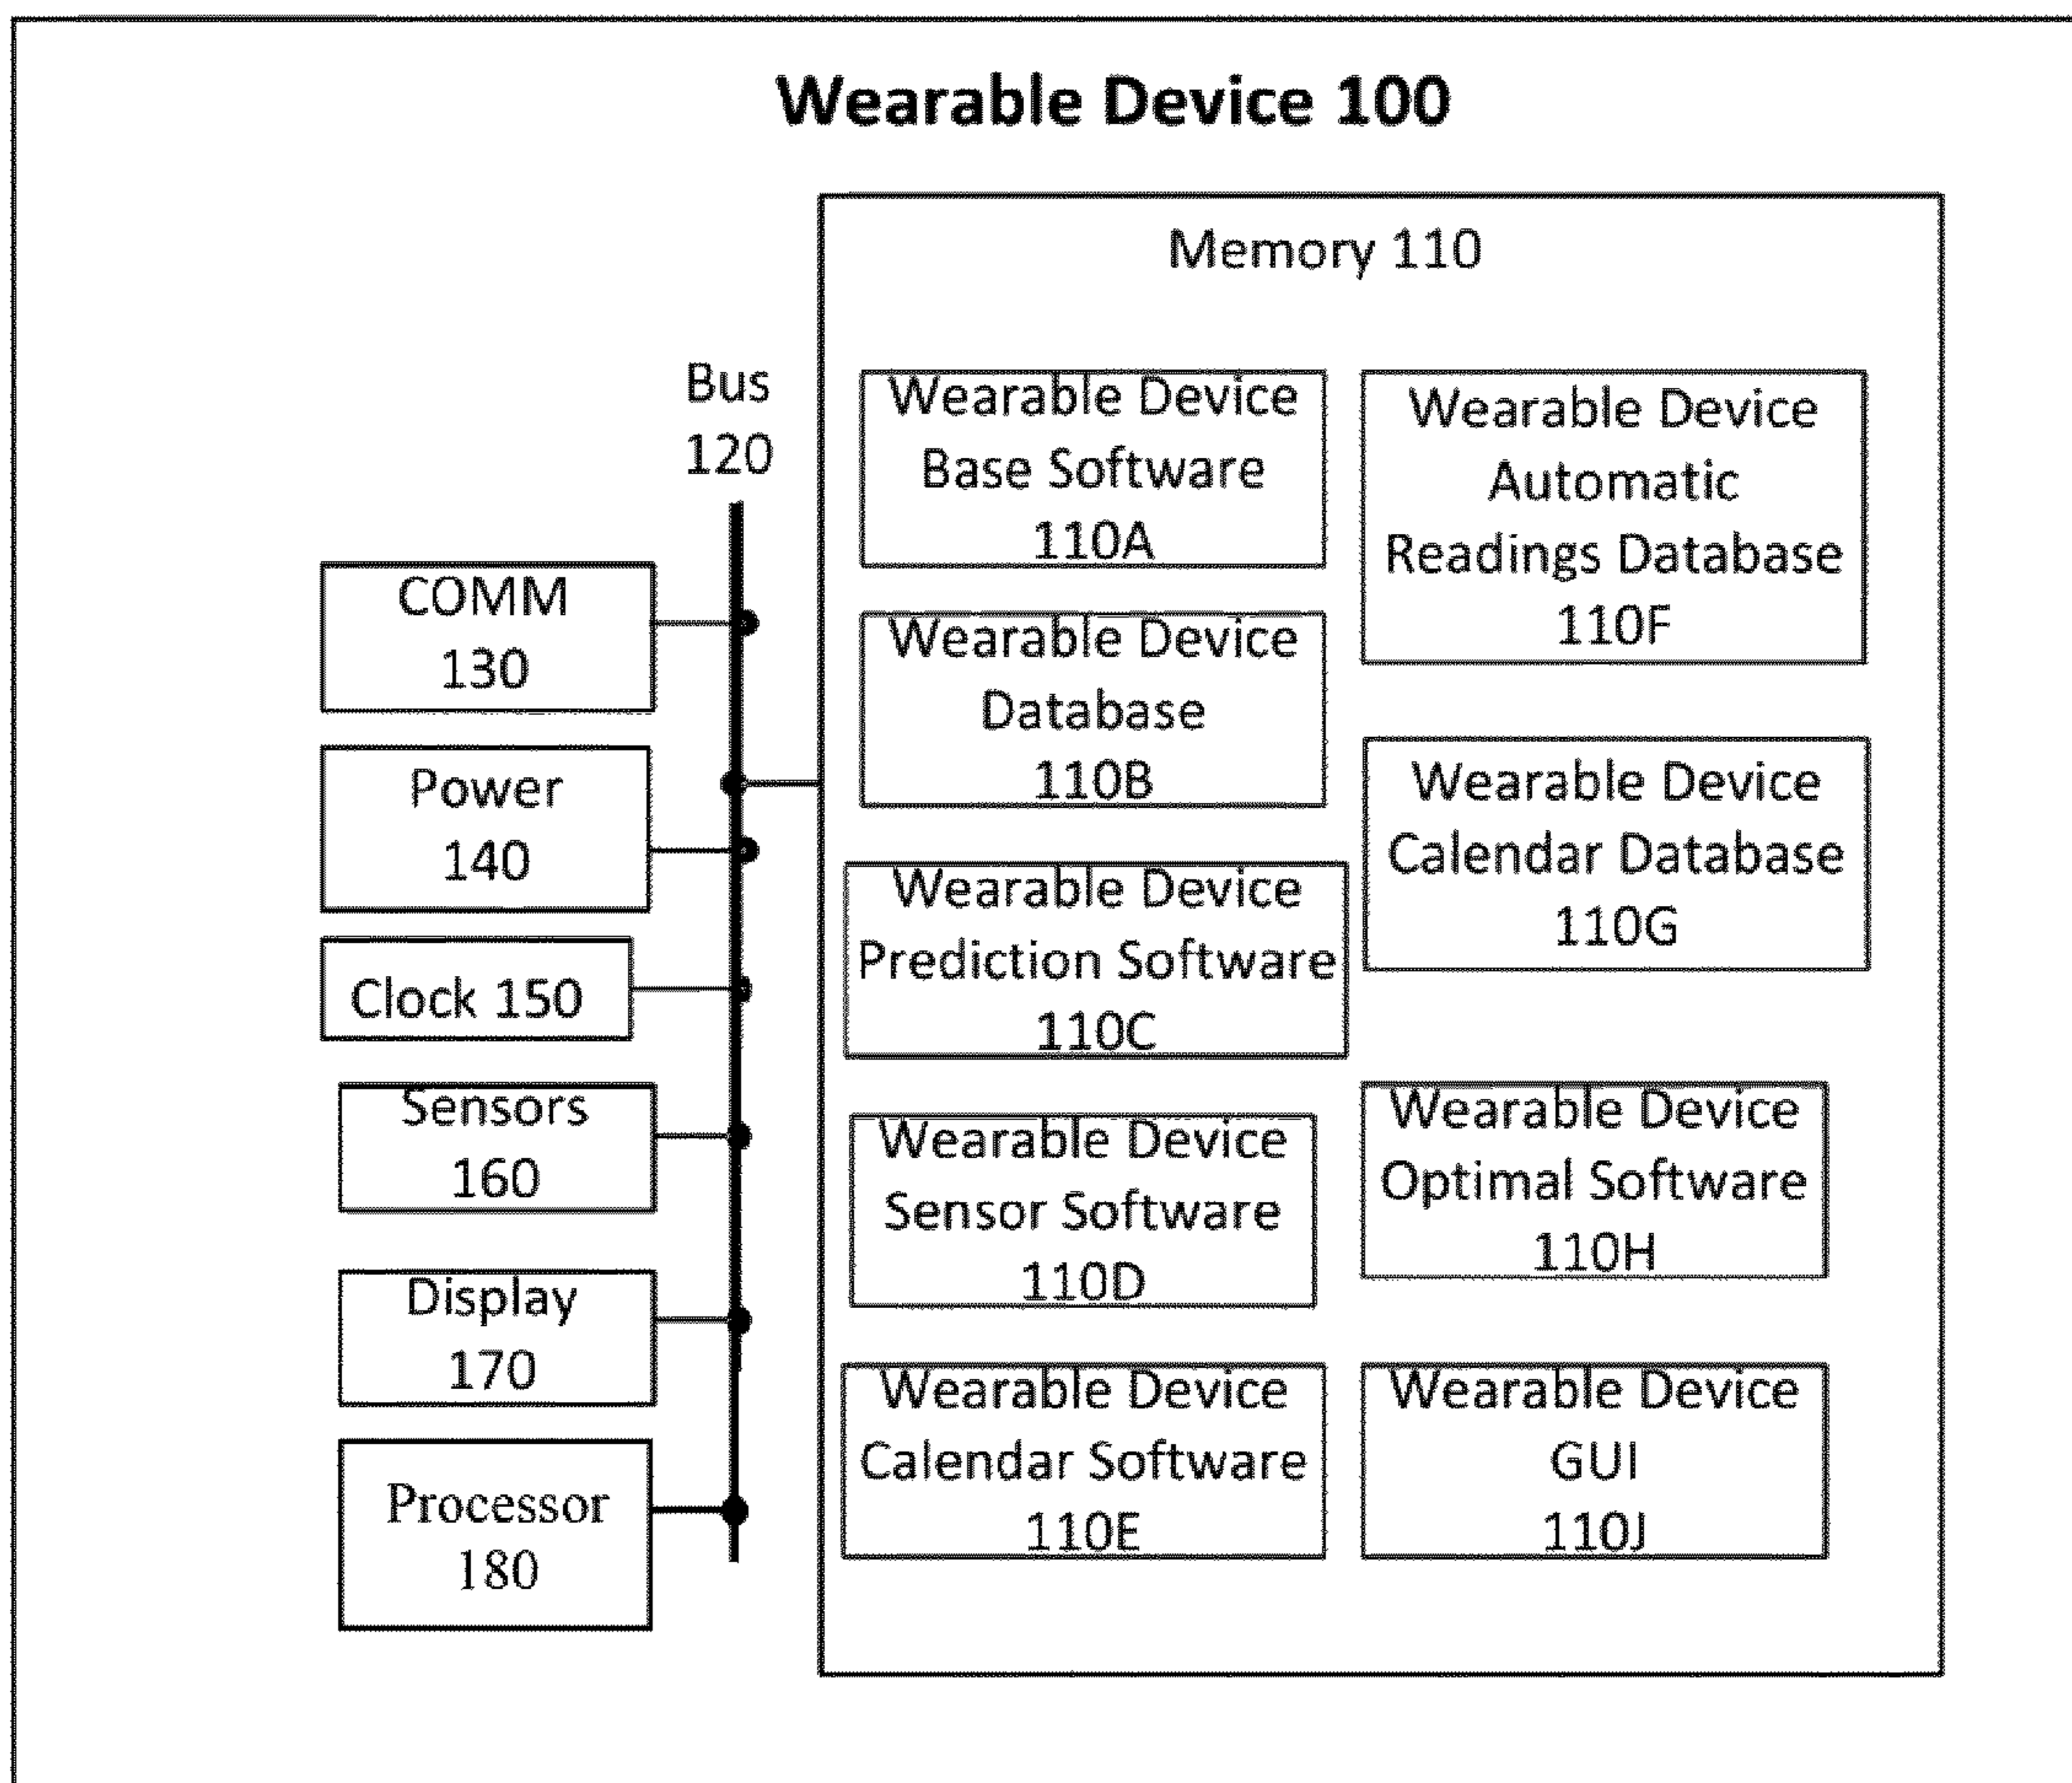 Wearable Device 100
Memory 110
Bus
120
COMM
130
Power
140
Clock 150
Sensors
160
Display
170
Processor
180
Wearable Device
Base Software
110A
Wearable Device
Database
110B
Wearable Device
Prediction Software
110C
Wearable Device
Sensor Software
110D
Wearable Device
Calendar Software
110E
Wearable Device
Automatic
Readings Database
110F
Wearable Device
Calendar Database
110G
Wearable Device
Optimal Software
110H
Wearable Device
GUI
110J